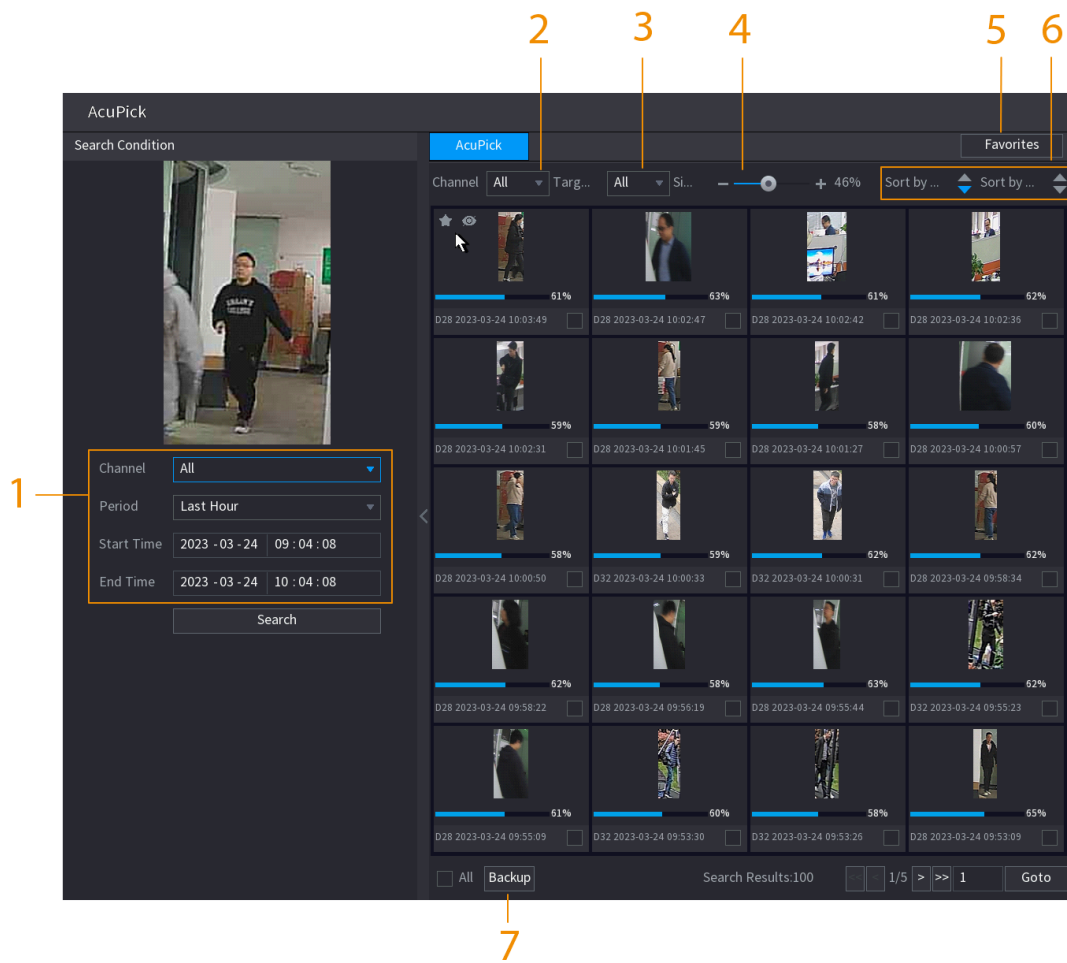 2
3
4
5
6
AcuPick
Search Condition
AcuPick
Favorites
Channel All Targ... All Si... − + 46% Sort by ... Sort by ...
61% 63% 61% 62%
D28 2023-03-24 10:03:49 D28 2023-03-24 10:02:47 D28 2023-03-24 10:02:42 D28 2023-03-24 10:02:36
59% 59% 58% 60%
D28 2023-03-24 10:02:31 D28 2023-03-24 10:01:45 D28 2023-03-24 10:01:27 D28 2023-03-24 10:00:57
1
Channel All
Period Last Hour
Start Time 2023 - 03 - 24 09 : 04 : 08
End Time 2023 - 03 - 24 10 : 04 : 08
Search
58% 59% 62% 62%
D28 2023-03-24 10:00:50 D32 2023-03-24 10:00:33 D32 2023-03-24 10:00:31 D28 2023-03-24 09:58:34
62% 58% 63% 62%
D28 2023-03-24 09:58:22 D28 2023-03-24 09:56:19 D28 2023-03-24 09:55:44 D32 2023-03-24 09:55:23
61% 60% 58% 65%
D28 2023-03-24 09:55:09 D32 2023-03-24 09:53:30 D32 2023-03-24 09:53:26 D28 2023-03-24 09:53:09
All Backup Search Results:100 << < 1/5 > >> 1 Goto
7